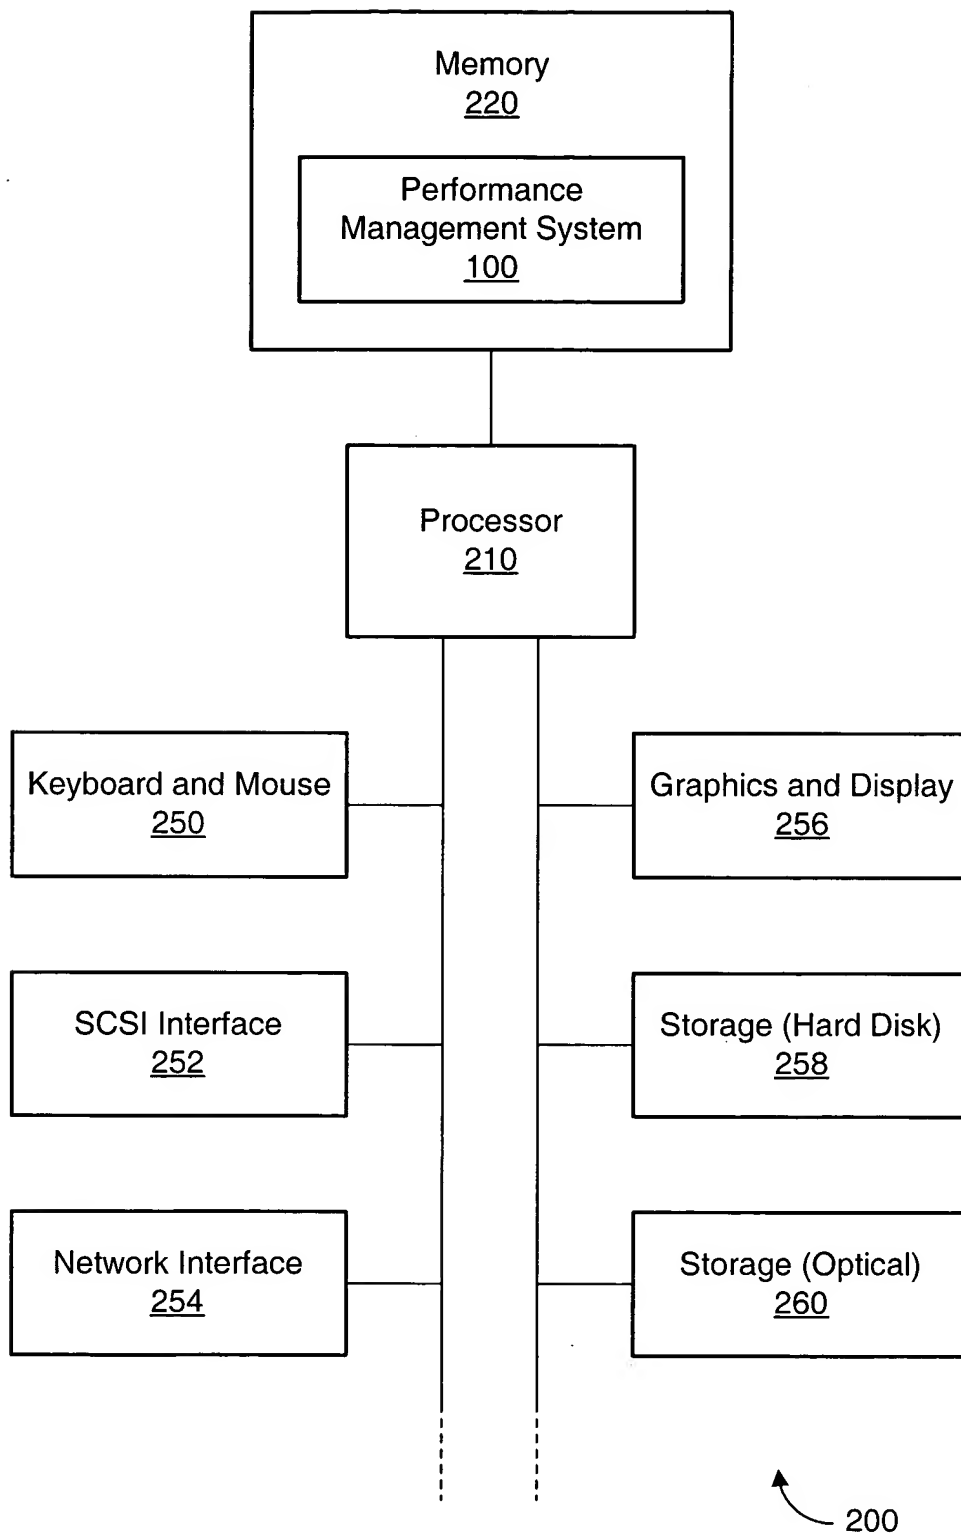 Memory
220
Performance
Management System
100
Processor
210
Keyboard and Mouse
250
Graphics and Display
256
SCSI Interface
252
Storage (Hard Disk)
258
Network Interface
254
Storage (Optical)
260
200